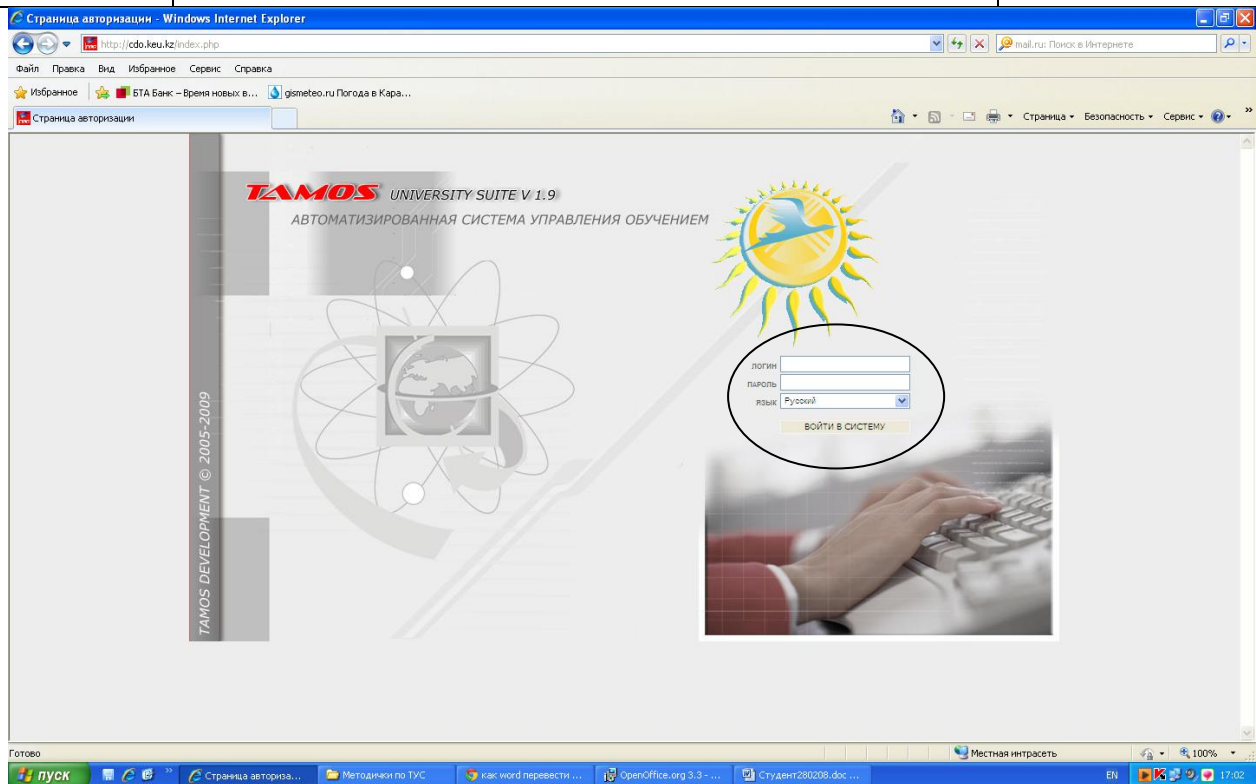 Страница авторизации - Windows Internet Explorer
http://cdo.keu.kz/index.php
mail.ru: Поиск в Интернете
Файл Правка Вид Избранное Сервис Справка
Избранное БТА Банк – Время новых в... gismeteo.ru Погода в Кара...
Страница авторизации
Страница Безопасность Сервис
TAMOS UNIVERSITY SUITE V 1.9
АВТОМАТИЗИРОВАННАЯ СИСТЕМА УПРАВЛЕНИЯ ОБУЧЕНИЕМ
ЛОГИН
ПАРОЛЬ
ЯЗЫК Русский
ВОЙТИ В СИСТЕМУ
TAMOS DEVELOPMENT © 2005-2009
Готово
Местная интрасеть
100%
пуск
Страница авториза...
Методички по ТУС
как word перевести ...
OpenOffice.org 3.3 - ...
Студент280208.doc ...
EN
17:02